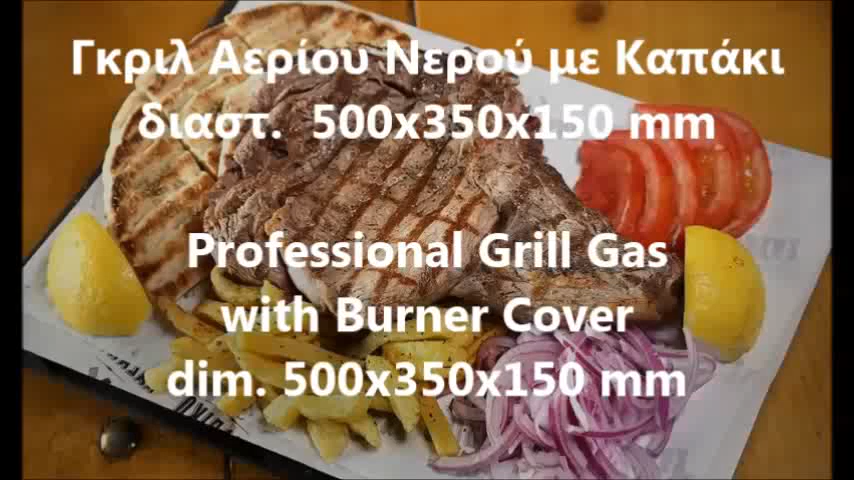 Γκριλ Αερίου Νερού με Καπάκι
διαστ.  500x350x150 mm
Professional Grill Gas
with Burner Cover
dim. 500x350x150 mm